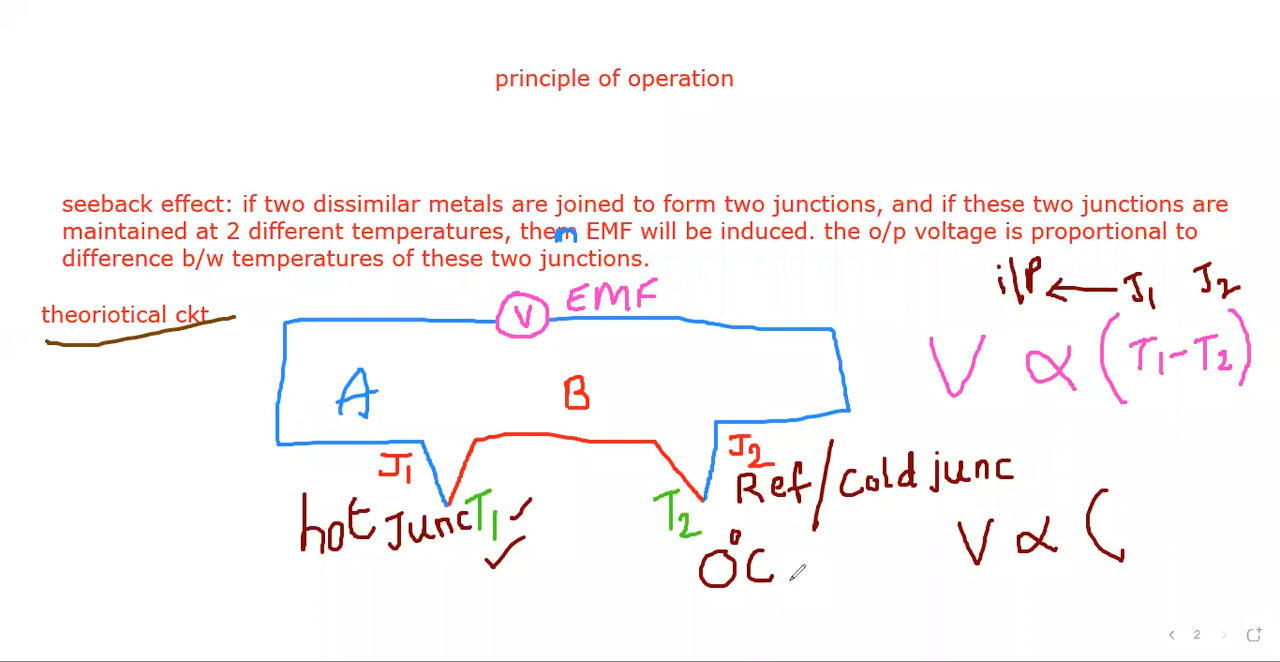 principle of operation
seeback effect: if two dissimilar metals are joined to form two junctions, and if these two junctions are
maintained at 2 different temperatures, them EMF will be induced. the o/p voltage is proportional to
difference b/w temperatures of these two junctions.
theoriotical ckt
V EMF
i/p ← J1 J2
V ∝ (T1-T2)
A B
J1 J2
Ref/cold junc
hot junc T1 ✓
✓
T2
0°C
V ∝ (
2